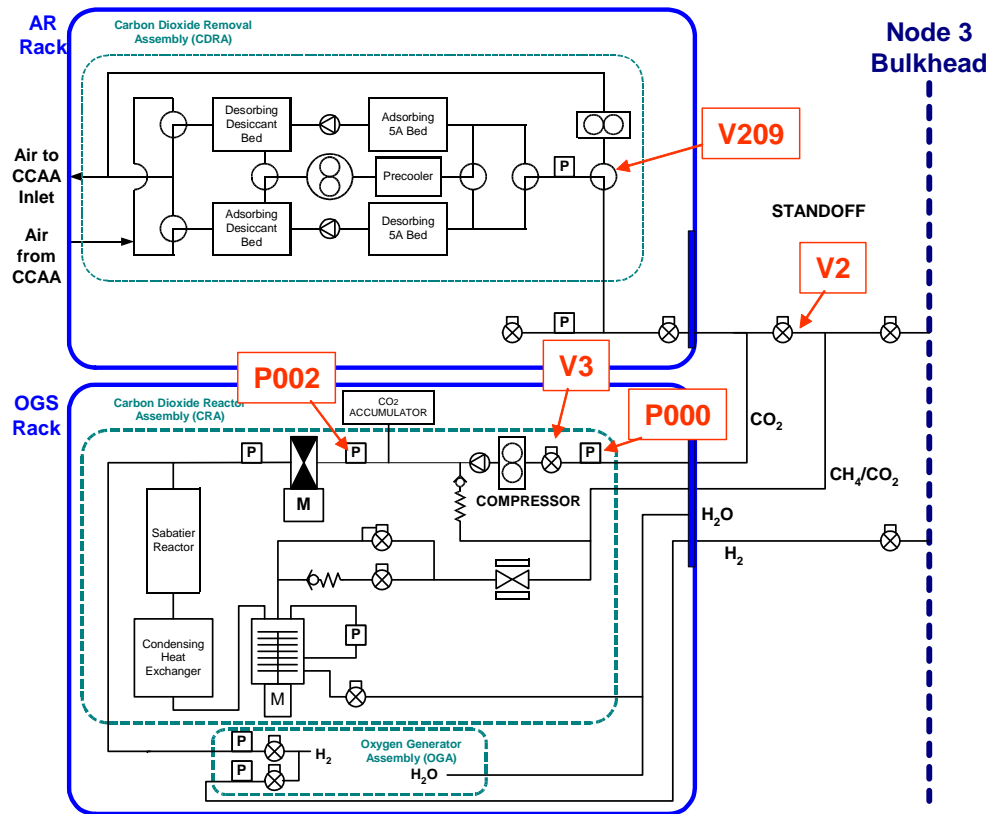 AR
Rack
Carbon Dioxide Removal
Assembly (CDRA)
Node 3
Bulkhead
Desorbing
Desiccant
Bed
Adsorbing
5A Bed
V209
P
Precooler
Air to
CCAA
Inlet
Adsorbing
Desiccant
Bed
Desorbing
5A Bed
STANDOFF
Air
from
CCAA
V2
P
V3
P002
P000
OGS
Rack
Carbon Dioxide Reactor
Assembly (CRA)
CO2
ACCUMULATOR
CO2
P
P
P
COMPRESSOR
M
CH4/CO2
Sabatier
Reactor
H2O
H2
P
Condensing
Heat
Exchanger
M
P
H2
Oxygen Generator
Assembly (OGA)
P
H2O